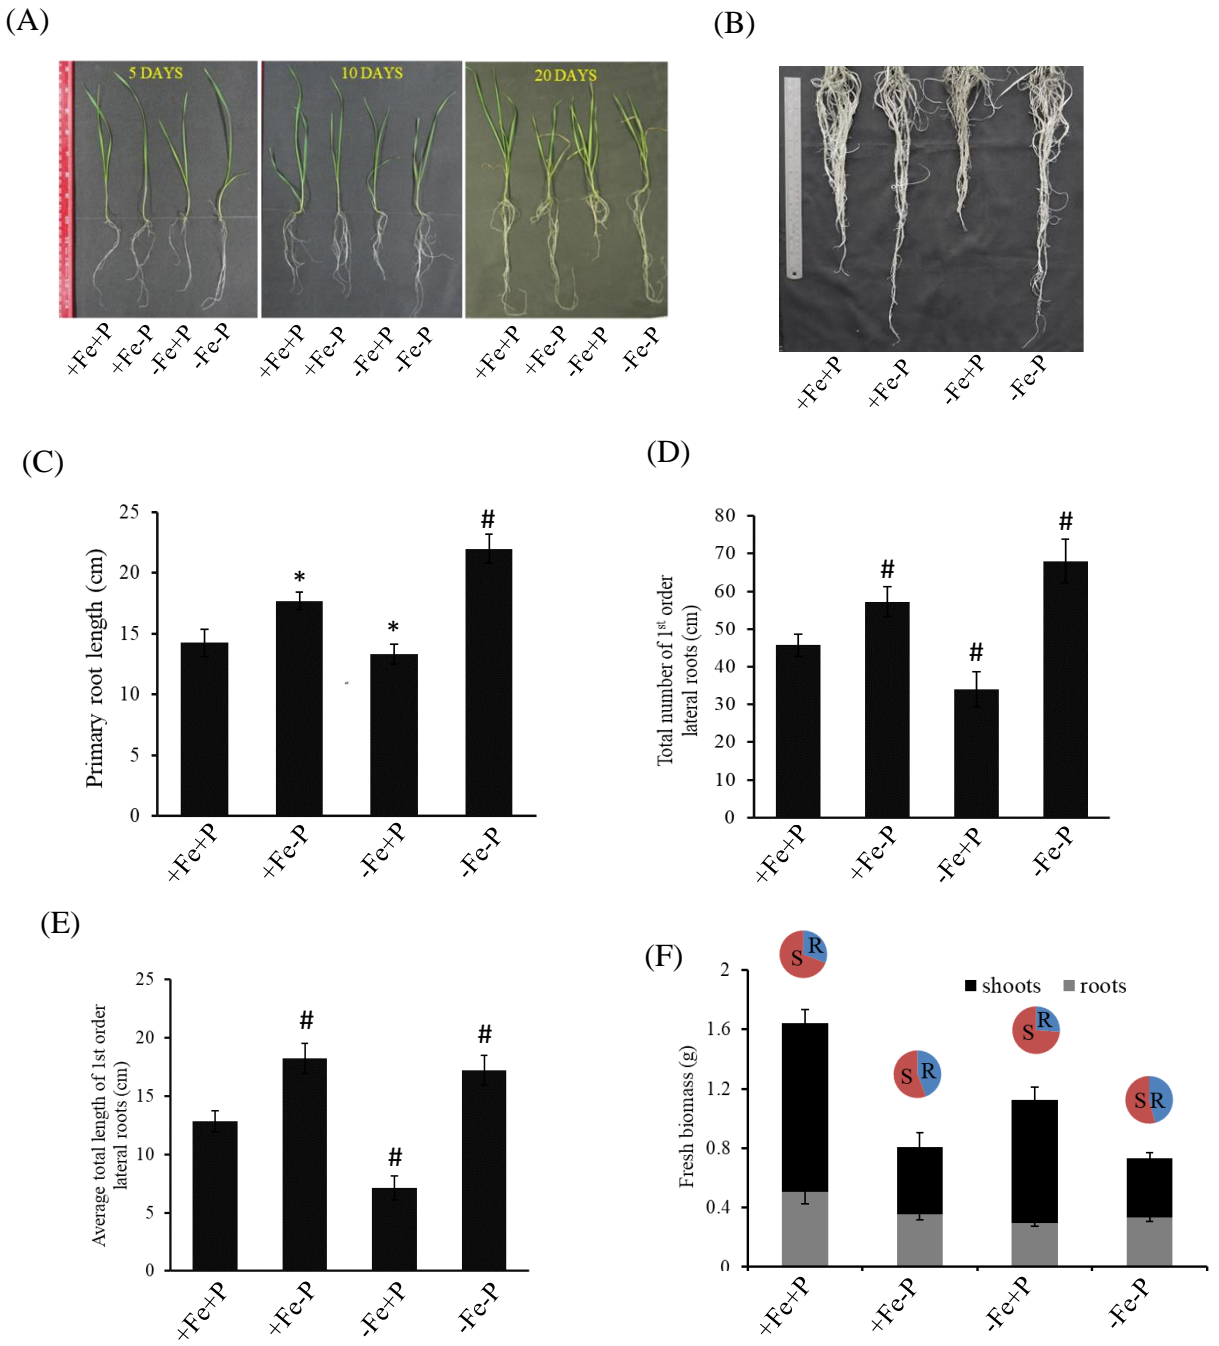 (A)
5 DAYS
10 DAYS
20 DAYS
+Fe+P
+Fe-P
-Fe+P
-Fe-P
+Fe+P
+Fe-P
-Fe+P
-Fe-P
+Fe+P
+Fe-P
-Fe+P
-Fe-P
(B)
+Fe+P
+Fe-P
-Fe+P
-Fe-P
(C)
Primary root length (cm)
25
20
15
10
5
0
*
*
#
+Fe+P
+Fe-P
-Fe+P
-Fe-P
(D)
Total number of 1st order
lateral roots (cm)
80
70
60
50
40
30
20
10
0
#
#
#
+Fe+P
+Fe-P
-Fe+P
-Fe-P
(E)
Average total length of 1st order
lateral roots (cm)
25
20
15
10
5
0
#
#
#
+Fe+P
+Fe-P
-Fe+P
-Fe-P
(F)
Fresh biomass (g)
2
1.6
1.2
0.8
0.4
0
shoots
roots
S R
S R
S R
S R
+Fe+P
+Fe-P
-Fe+P
-Fe-P